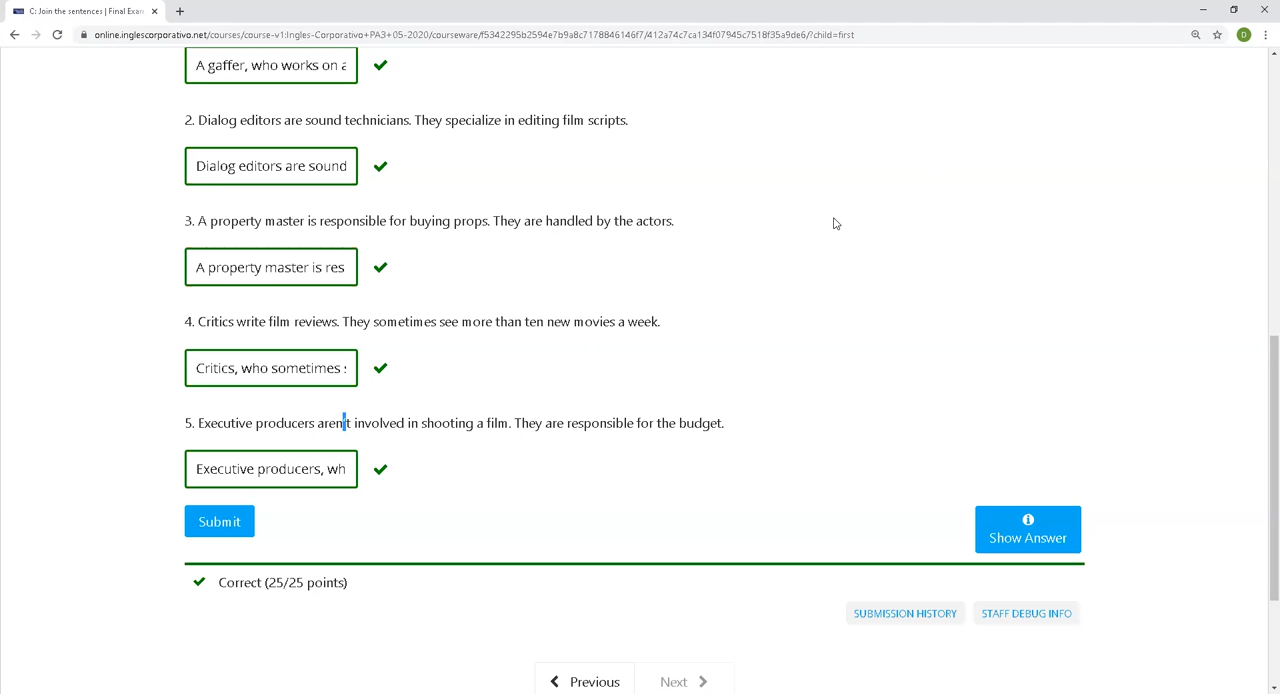 C: Join the sentences | Final Exam
online.inglescorporativo.net/courses/course-v1:Ingles-Corporativo+PA3+05-2020/courseware/f5342295b2594e7b9a8c7178846146f7/412a74c7ca134f07945c7518f35a9de6/?child=first
D
A gaffer, who works on a
2. Dialog editors are sound technicians. They specialize in editing film scripts.
Dialog editors are sound
3. A property master is responsible for buying props. They are handled by the actors.
A property master is res
4. Critics write film reviews. They sometimes see more than ten new movies a week.
Critics, who sometimes s
5. Executive producers aren't involved in shooting a film. They are responsible for the budget.
Executive producers, wh
Submit
Show Answer
Correct (25/25 points)
SUBMISSION HISTORY
STAFF DEBUG INFO
Previous
Next